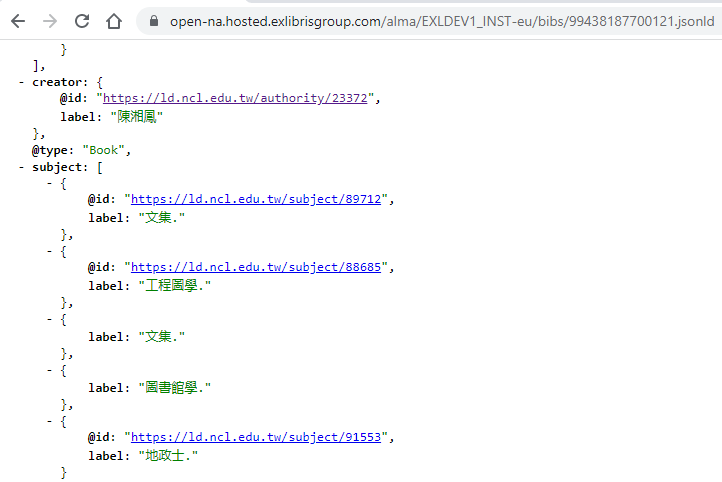 open-na.hosted.exlibrisgroup.com/alma/EXLDEV1_INST-eu/bibs/99438187700121.jsonld
}
],
- creator: {
@id: "https://ld.ncl.edu.tw/authority/23372",
label: "陳湘鳳"
},
@type: "Book",
- subject: [
- {
@id: "https://ld.ncl.edu.tw/subject/89712",
label: "文集."
},
- {
@id: "https://ld.ncl.edu.tw/subject/88685",
label: "工程圖學."
},
- {
label: "文集."
},
- {
label: "圖書館學."
},
- {
@id: "https://ld.ncl.edu.tw/subject/91553",
label: "地政士."
}